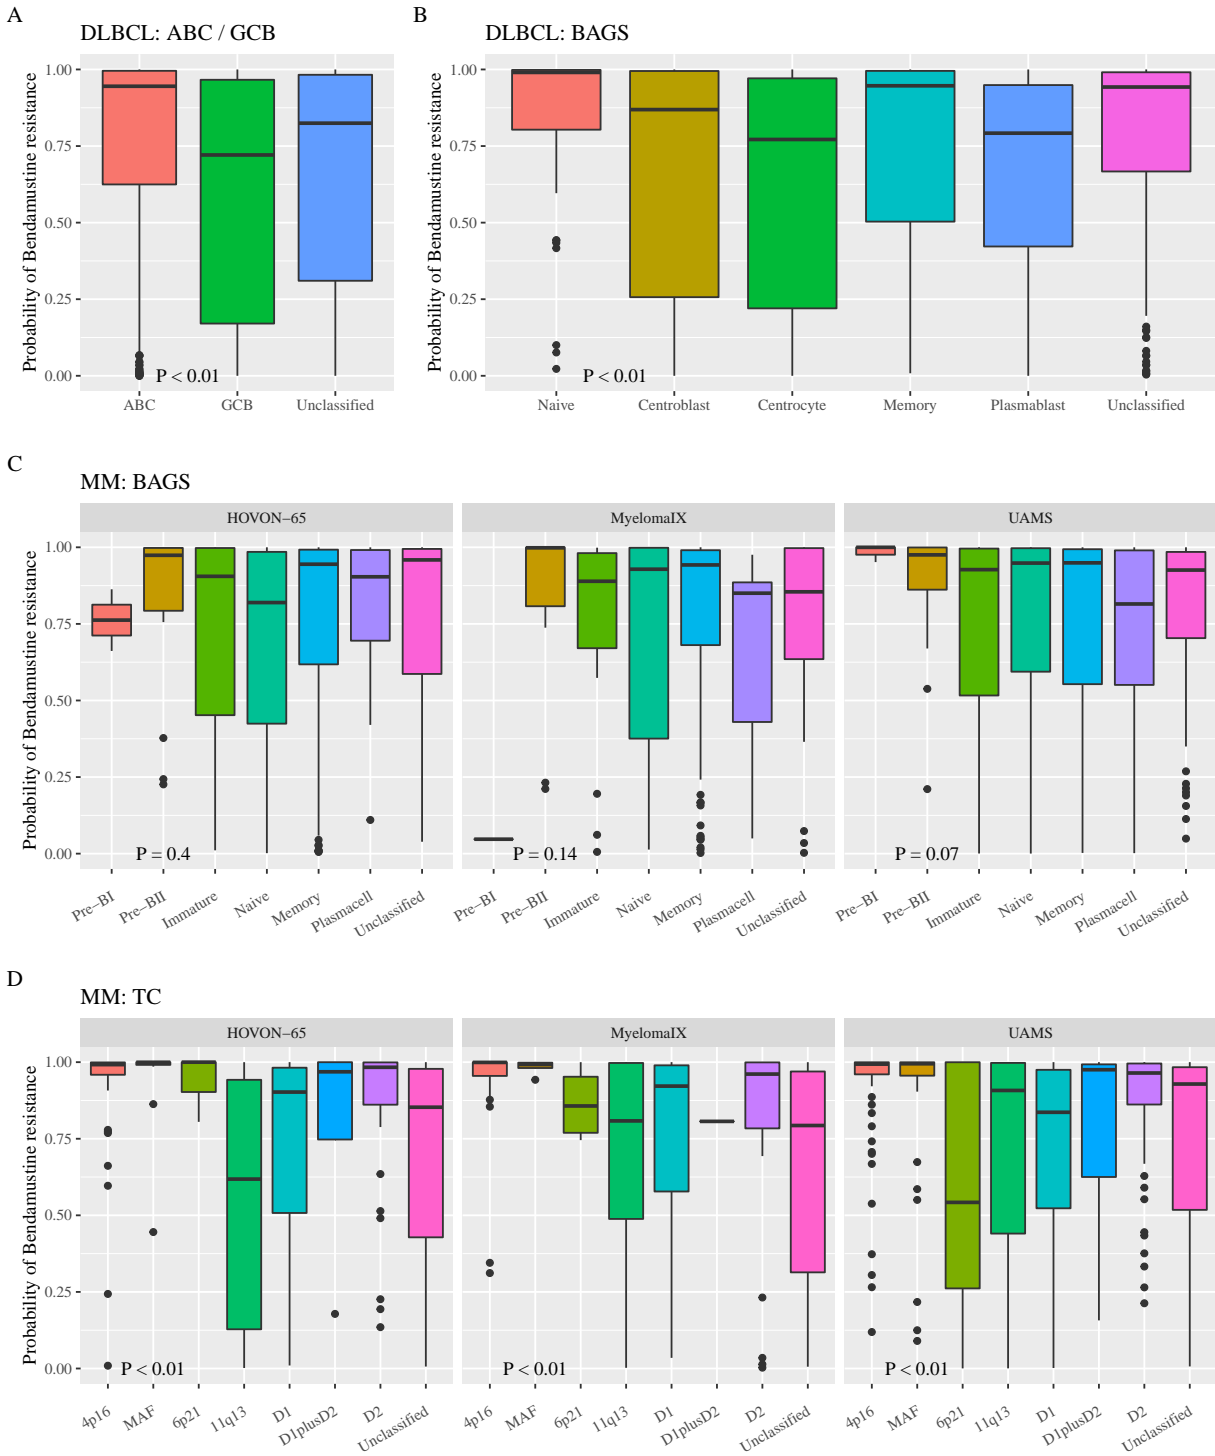 A
DLBCL: ABC / GCB
Probability of Bendamustine resistance
1.00
0.75
0.50
0.25
0.00
P < 0.01
ABC GCB Unclassified
B
DLBCL: BAGS
Probability of Bendamustine resistance
1.00
0.75
0.50
0.25
0.00
P < 0.01
Naive Centroblast Centrocyte Memory Plasmablast Unclassified
C
MM: BAGS
HOVON−65 MyelomaIX UAMS
Probability of Bendamustine resistance
1.00
0.75
0.50
0.25
0.00
P = 0.4 P = 0.14 P = 0.07
Pre−BI Pre−BII Immature Naive Memory Plasmacell Unclassified Pre−BI Pre−BII Immature Naive Memory Plasmacell Unclassified Pre−BI Pre−BII Immature Naive Memory Plasmacell Unclassified
D
MM: TC
HOVON−65 MyelomaIX UAMS
Probability of Bendamustine resistance
1.00
0.75
0.50
0.25
0.00
P < 0.01 P < 0.01 P < 0.01
4p16 MAF 6p21 11q13 D1 D1plusD2 D2 Unclassified 4p16 MAF 6p21 11q13 D1 D1plusD2 D2 Unclassified 4p16 MAF 6p21 11q13 D1 D1plusD2 D2 Unclassified